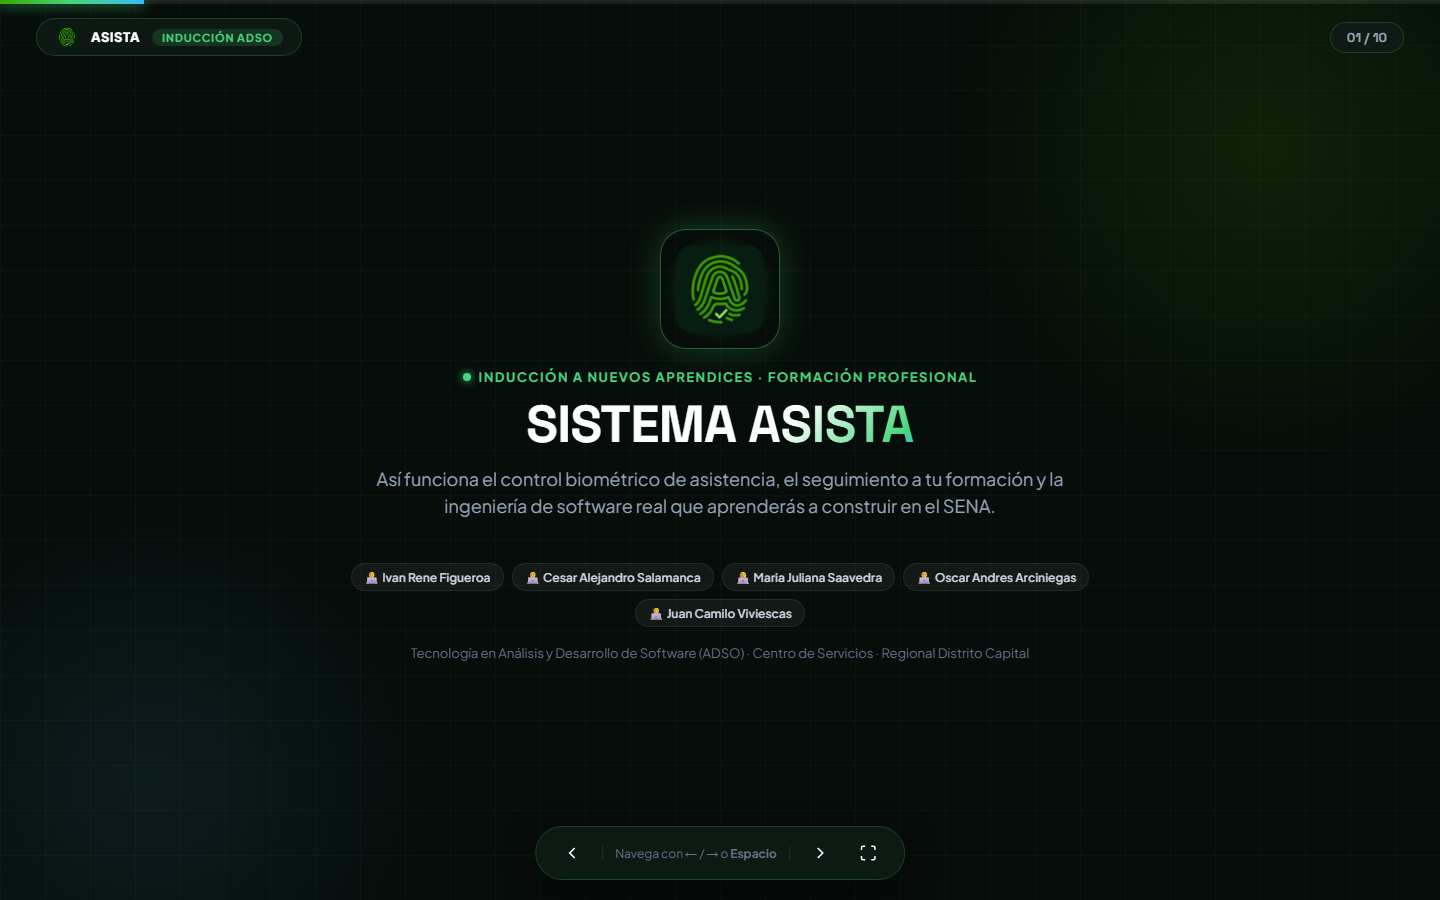 ASISTA INDUCCIÓN ADSO
01 / 10
INDUCCIÓN A NUEVOS APRENDICES · FORMACIÓN PROFESIONAL
SISTEMA ASISTA
Así funciona el control biométrico de asistencia, el seguimiento a tu formación y la
ingeniería de software real que aprenderás a construir en el SENA.
Ivan Rene Figueroa Cesar Alejandro Salamanca Maria Juliana Saavedra Oscar Andres Arciniegas
Juan Camilo Viviescas
Tecnología en Análisis y Desarrollo de Software (ADSO) · Centro de Servicios · Regional Distrito Capital
Navega con ← / → o Espacio